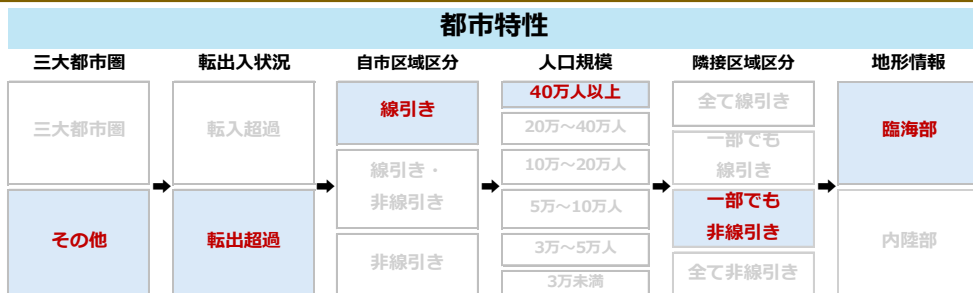 都市特性
三大都市圏
転出入状況
自市区域区分
人口規模
隣接区域区分
地形情報
三大都市圏
その他
転入超過
転出超過
線引き
線引き・
非線引き
非線引き
40万人以上
20万～40万人
10万～20万人
5万～10万人
3万～5万人
3万未満
全て線引き
一部でも
線引き
一部でも
非線引き
全て非線引き
臨海部
内陸部